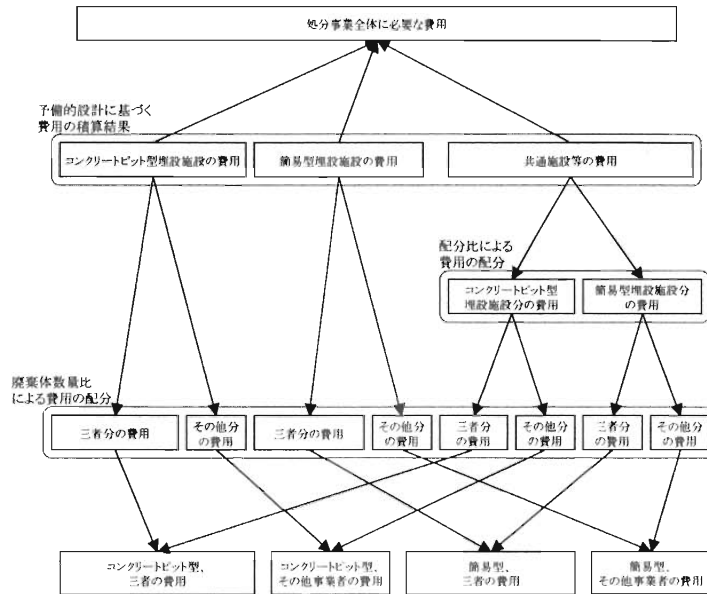 処分事業全体に必要な費用
予備的設計に基づく
費用の積算結果
コンクリートピット型埋設施設の費用
簡易型埋設施設の費用
共通施設等の費用
配分比による
費用の配分
コンクリートピット型
埋設施設分の費用
簡易型埋設施設分
の費用
廃棄体数量比
による費用の配分
三者分の費用
その他分
の費用
三者分の費用
その他分
の費用
三者分
の費用
その他分
の費用
三者分
の費用
その他分
の費用
コンクリートピット型、
三者の費用
コンクリートピット型、
その他事業者の費用
簡易型、
三者の費用
簡易型、
その他事業者の費用